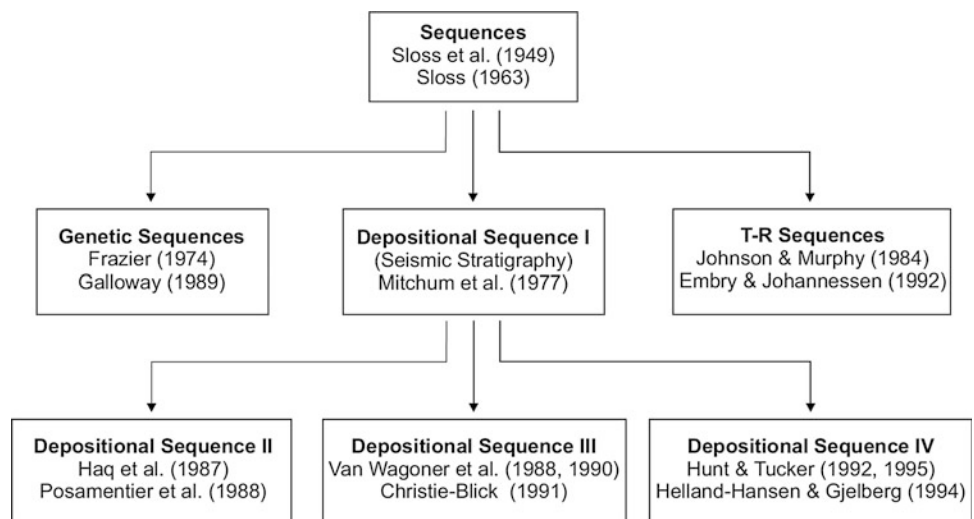 Sequences
Sloss et al. (1949)
Sloss (1963)
Genetic Sequences
Frazier (1974)
Galloway (1989)
Depositional Sequence I
(Seismic Stratigraphy)
Mitchum et al. (1977)
T-R Sequences
Johnson & Murphy (1984)
Embry & Johannessen (1992)
Depositional Sequence II
Haq et al. (1987)
Posamentier et al. (1988)
Depositional Sequence III
Van Wagoner et al. (1988, 1990)
Christie-Blick (1991)
Depositional Sequence IV
Hunt & Tucker (1992, 1995)
Helland-Hansen & Gjelberg (1994)